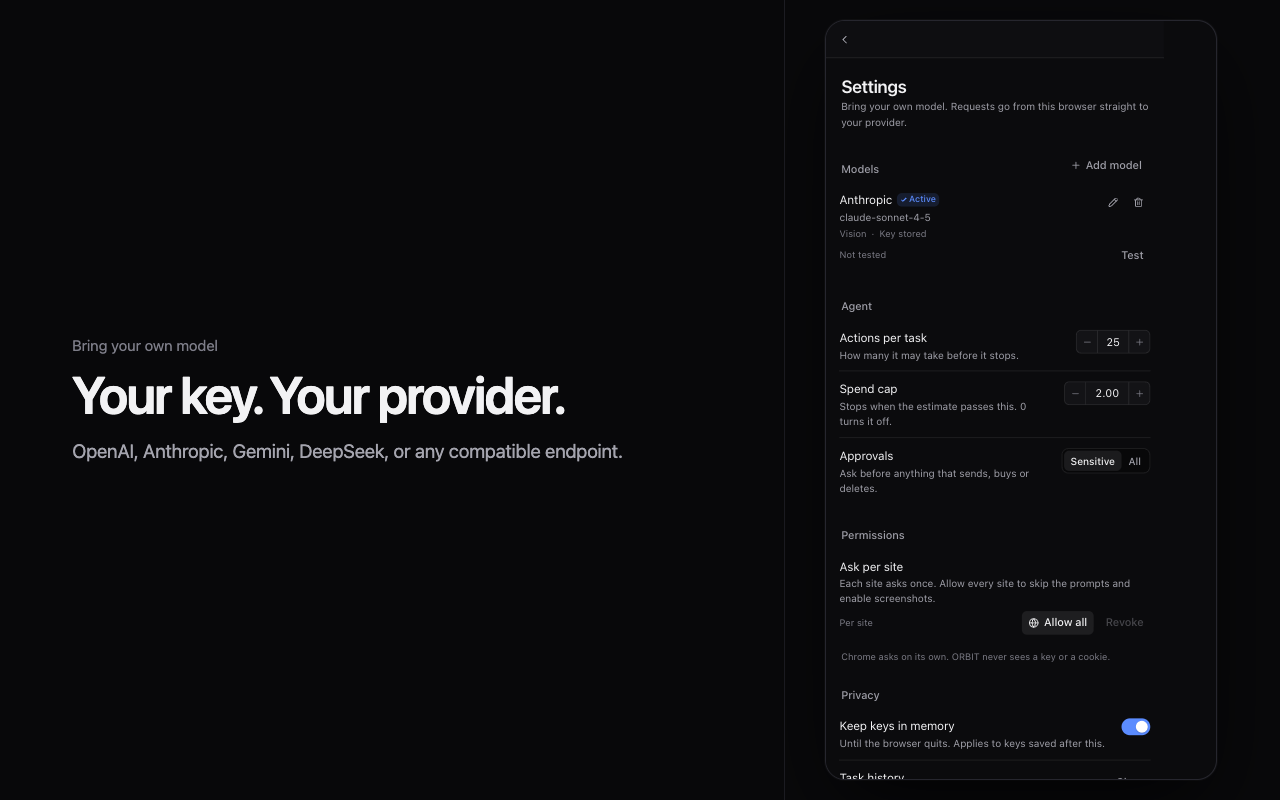 Bring your own model
Your key. Your provider.
OpenAI, Anthropic, Gemini, DeepSeek, or any compatible endpoint.
Settings
Bring your own model. Requests go from this browser straight to
your provider.
Models
+ Add model
Anthropic
Active
claude-sonnet-4-5
Vision · Key stored
Not tested
Test
Agent
Actions per task
How many it may take before it stops.
− 25 +
Spend cap
Stops when the estimate passes this. 0
turns it off.
− 2.00 +
Approvals
Ask before anything that sends, buys or
deletes.
Sensitive All
Permissions
Ask per site
Each site asks once. Allow every site to skip the prompts and
enable screenshots.
Per site
Allow all
Revoke
Chrome asks on its own. ORBIT never sees a key or a cookie.
Privacy
Keep keys in memory
Until the browser quits. Applies to keys saved after this.
Task history